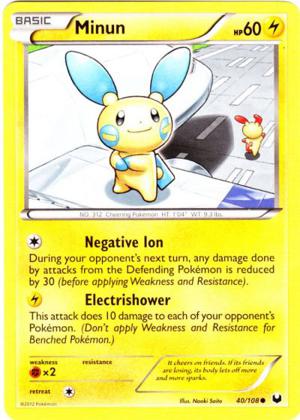 BASIC
Minun
HP60
NO. 312 Cheering Pokémon HT: 1'04" WT: 9.3 lbs.
Negative Ion
During your opponent's next turn, any damage done
by attacks from the Defending Pokémon is reduced
by 30 (before applying Weakness and Resistance).
Electrishower
This attack does 10 damage to each of your opponent's
Pokémon. (Don't apply Weakness and Resistance for
Benched Pokémon.)
weakness
resistance
×2
retreat
It cheers on friends. If its friends are
losing, its body lets off more
and more sparks.
©2012 Pokémon
Illus. Naoki Saito
40/108